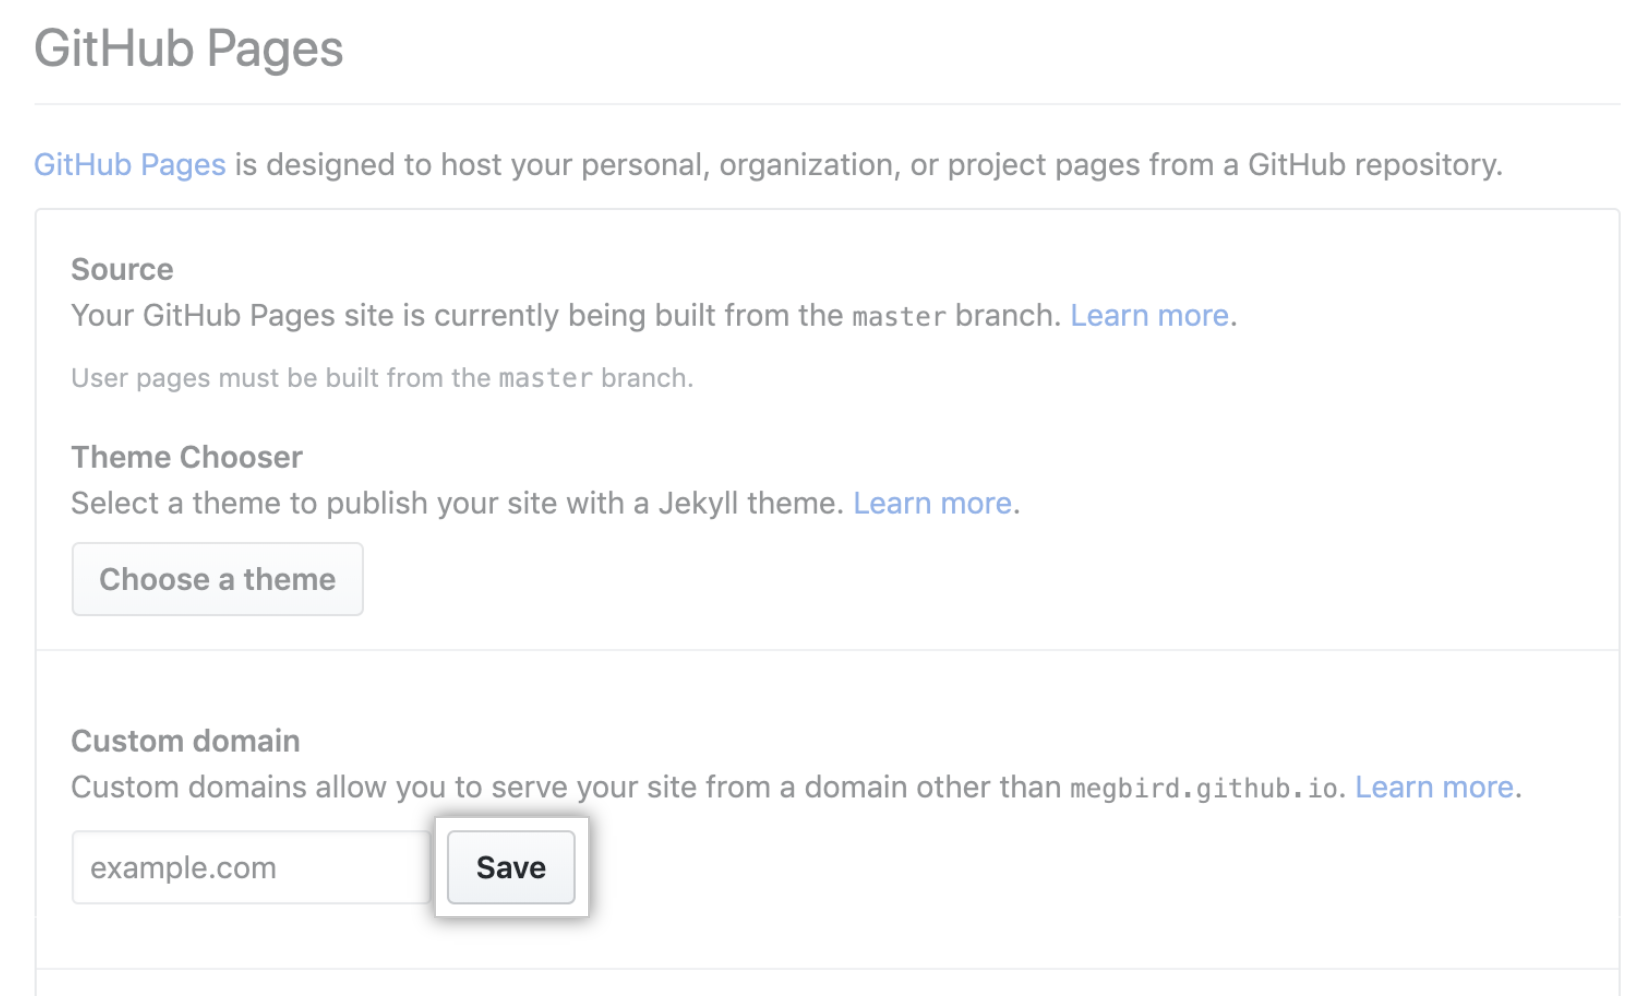 GitHub Pages
GitHub Pages is designed to host your personal, organization, or project pages from a GitHub repository.
Source
Your GitHub Pages site is currently being built from the master branch. Learn more.
User pages must be built from the master branch.
Theme Chooser
Select a theme to publish your site with a Jekyll theme. Learn more.
Choose a theme
Custom domain
Custom domains allow you to serve your site from a domain other than megbird.github.io. Learn more.
example.com Save